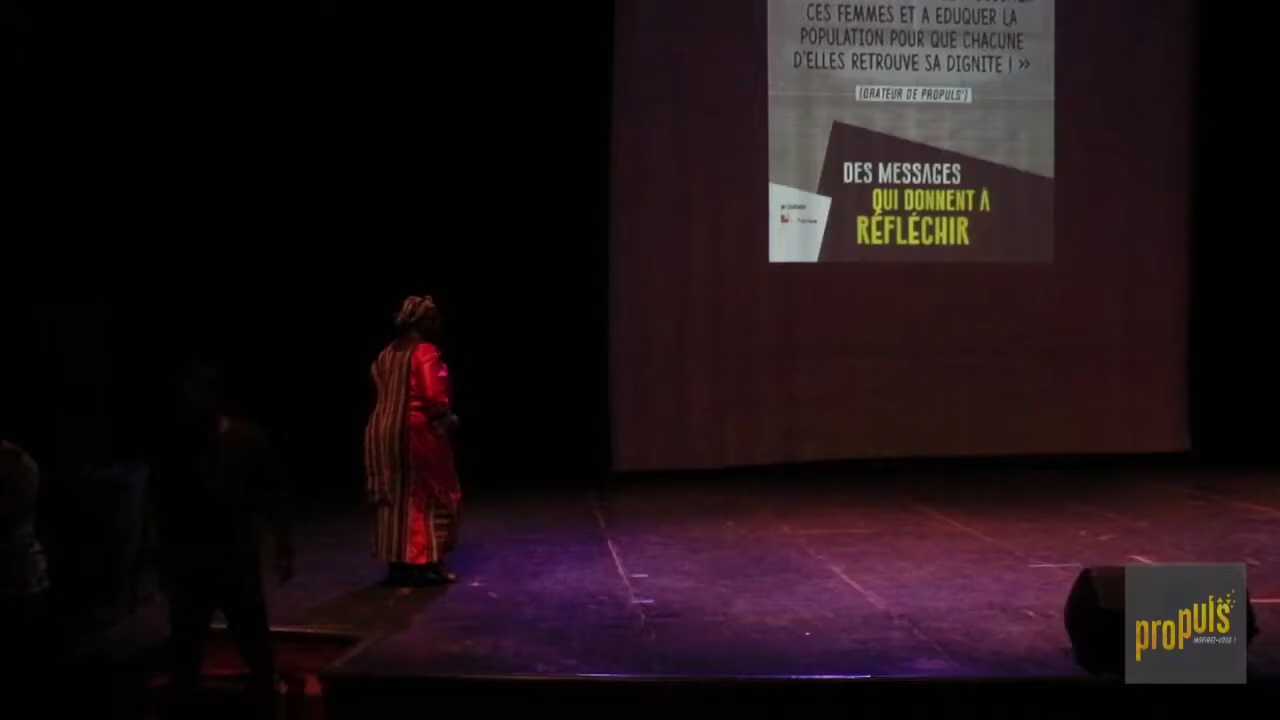 CES FEMMES ET A EDUQUER LA
POPULATION POUR QUE CHACUNE
D'ELLES RETROUVE SA DIGNITE ! »
(ORATEUR DE PROPULS')
DES MESSAGES
QUI DONNENT À
RÉFLÉCHIR
propuls
INSPIREZ-VOUS !